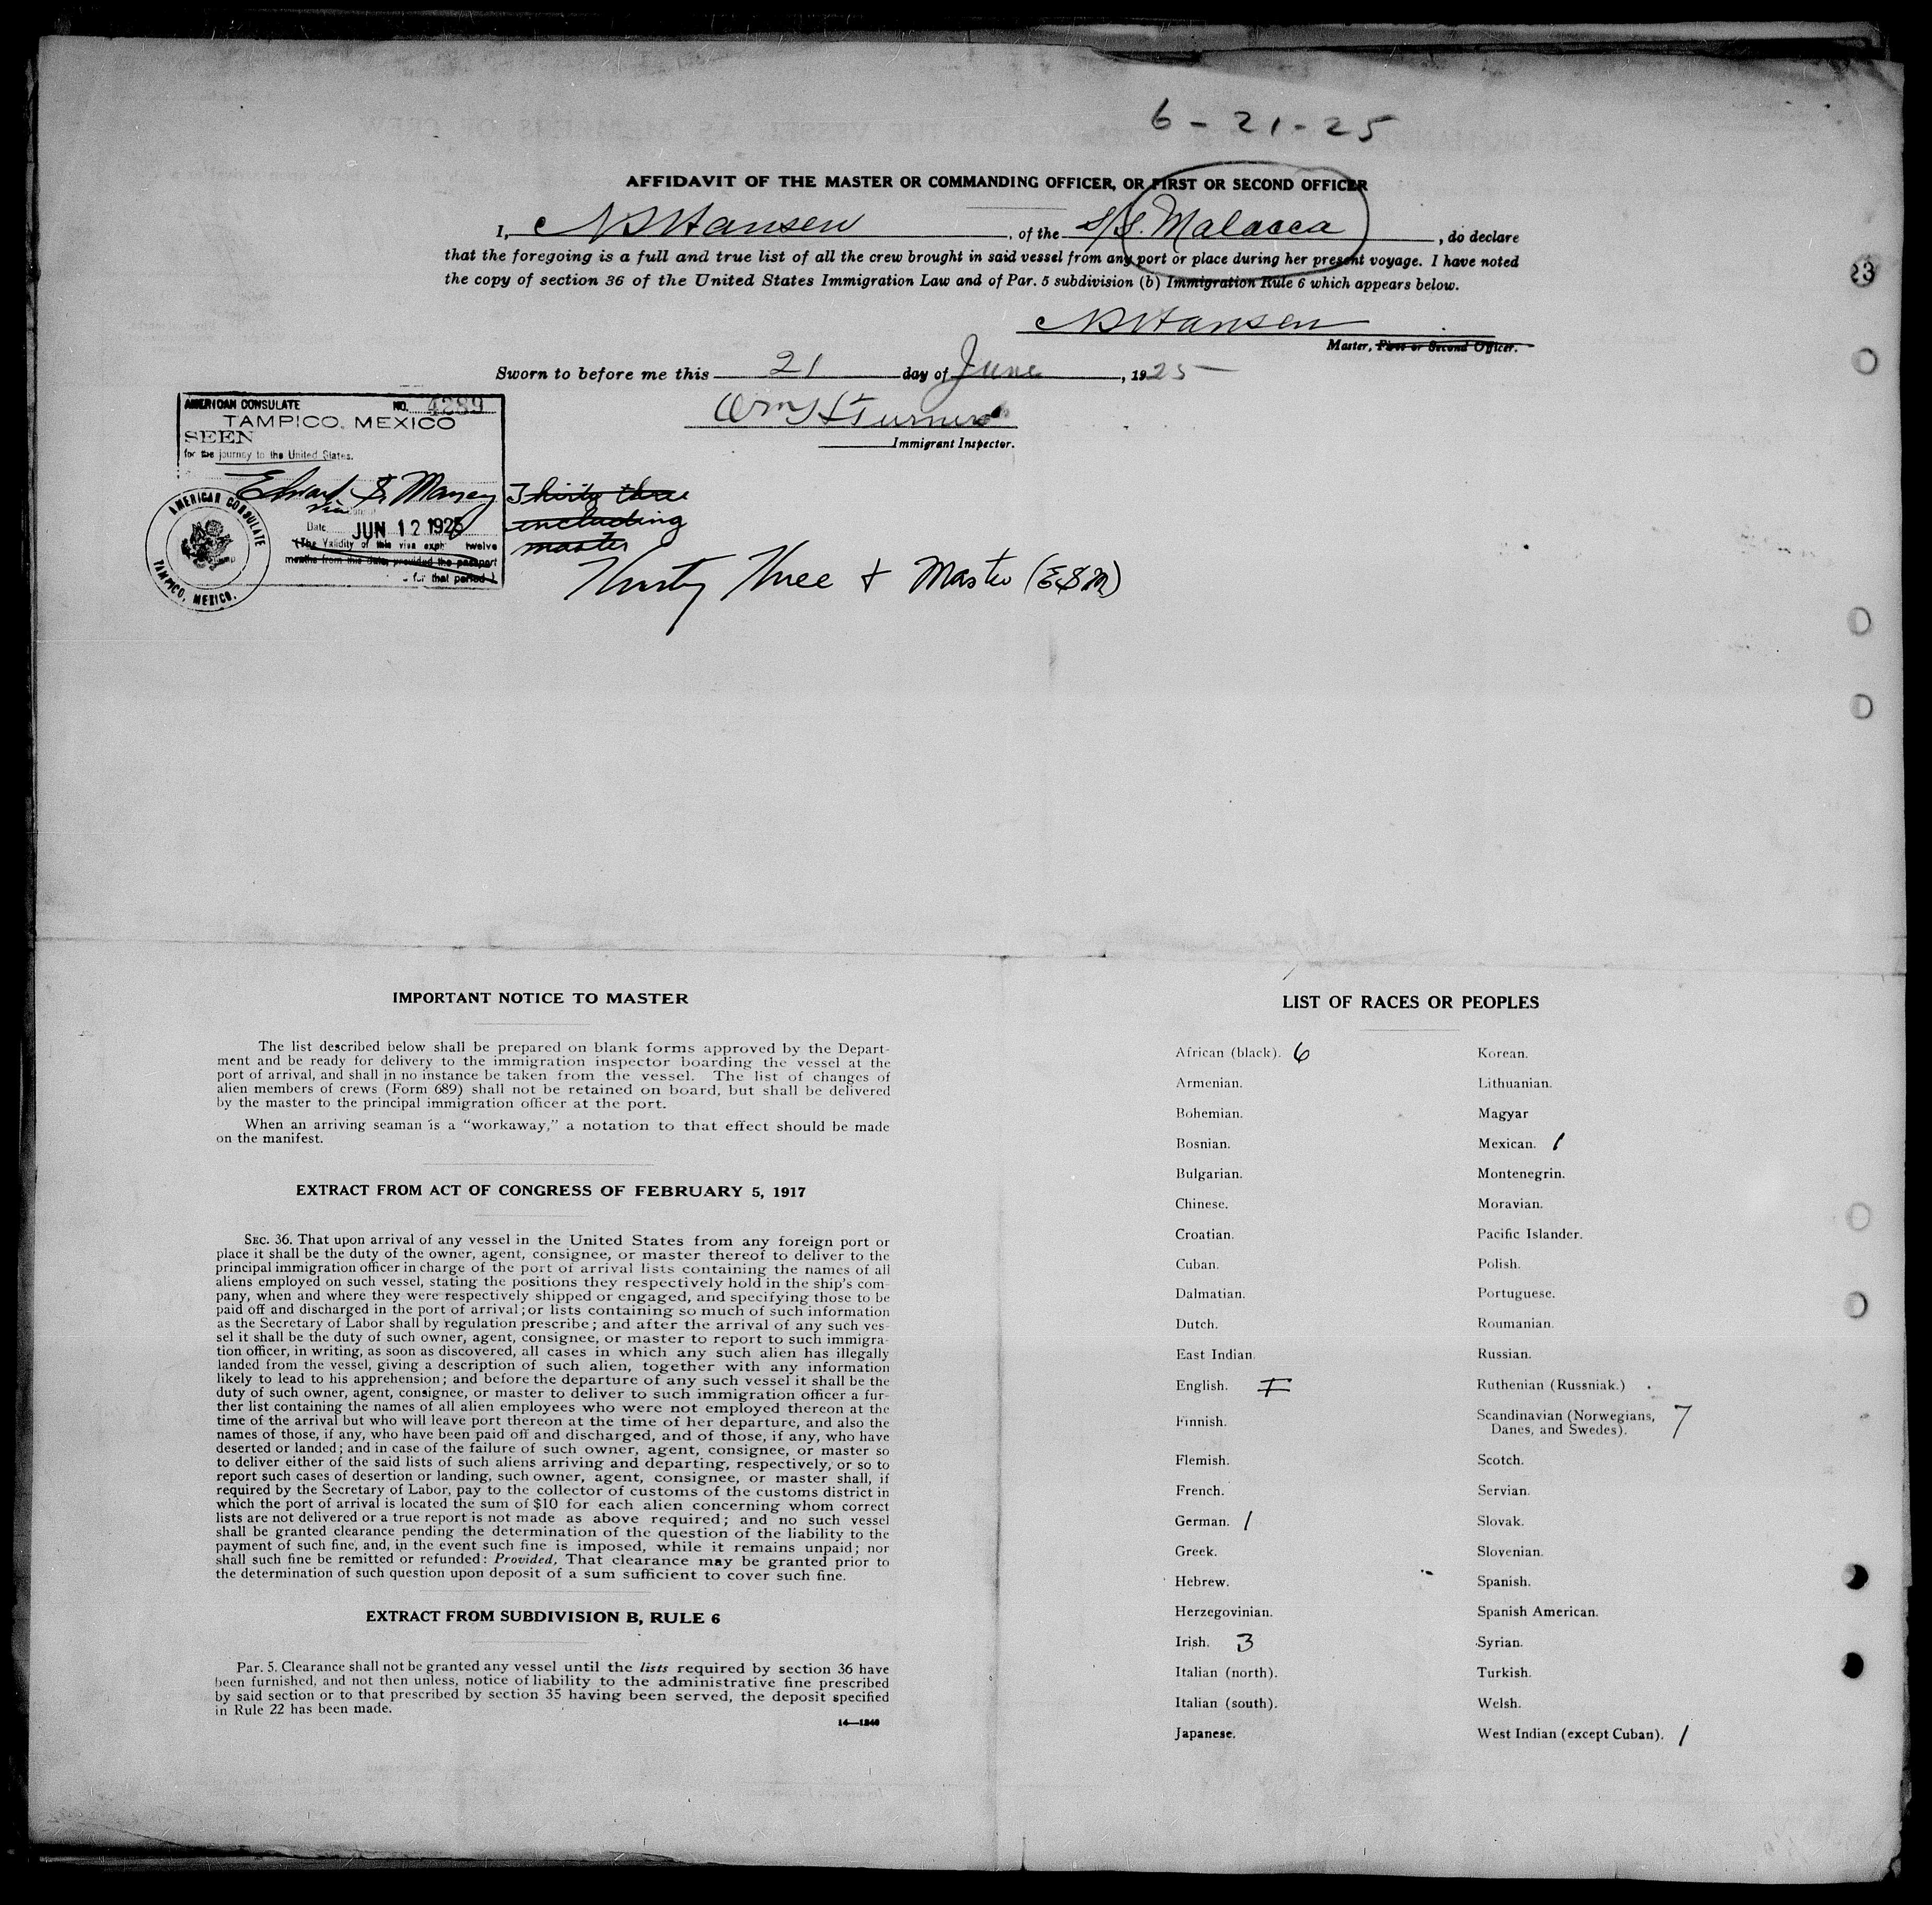 6-21-25
AFFIDAVIT OF THE MASTER OR COMMANDING OFFICER, OR FIRST OR SECOND OFFICER
I, Hansen, of the S/S. Malacca, do declare
that the foregoing is a full and true list of all the crew brought in said vessel from any port or place during her present voyage. I have noted
the copy of section 36 of the United States Immigration Law and of Par. 5 subdivision (b) Immigration Rule 6 which appears below.
23
Hansen
Master, First or Second Officer.
Sworn to before me this 21 day of June, 1925
Turner
Immigrant Inspector.
AMERICAN CONSULATE NO. 4289
TAMPICO, MEXICO
SEEN
for the journey to the United States.
Edward S. Maney
Date JUN 12 1925
(The Validity of this visa expires twelve
months from this date, provided the passport
for that period.)
AMERICAN CONSULATE
TAMPICO, MEXICO.
Thirty three
including
master
Thirty Three + Master (ESM)
IMPORTANT NOTICE TO MASTER
The list described below shall be prepared on blank forms approved by the Depart-
ment and be ready for delivery to the immigration inspector boarding the vessel at the
port of arrival, and shall in no instance be taken from the vessel. The list of changes of
alien members of crews (Form 689) shall not be retained on board, but shall be delivered
by the master to the principal immigration officer at the port.
When an arriving seaman is a "workaway," a notation to that effect should be made
on the manifest.
EXTRACT FROM ACT OF CONGRESS OF FEBRUARY 5, 1917
SEC. 36. That upon arrival of any vessel in the United States from any foreign port or
place it shall be the duty of the owner, agent, consignee, or master thereof to deliver to the
principal immigration officer in charge of the port of arrival lists containing the names of all
aliens employed on such vessel, stating the positions they respectively hold in the ship's com-
pany, when and where they were respectively shipped or engaged, and specifying those to be
paid off and discharged in the port of arrival; or lists containing so much of such information
as the Secretary of Labor shall by regulation prescribe; and after the arrival of any such ves-
sel it shall be the duty of such owner, agent, consignee, or master to report to such immigra-
tion officer, in writing, as soon as discovered, all cases in which any such alien has illegally
landed from the vessel, giving a description of such alien, together with any information
likely to lead to his apprehension; and before the departure of any such vessel it shall be the
duty of such owner, agent, consignee, or master to deliver to such immigration officer a fur-
ther list containing the names of all alien employees who were not employed thereon at the
time of the arrival but who will leave port thereon at the time of her departure, and also the
names of those, if any, who have been paid off and discharged, and of those, if any, who have
deserted or landed; and in case of the failure of such owner, agent, consignee, or master so
to deliver either of the said lists of such aliens arriving and departing, respectively, or so to
report such cases of desertion or landing, such owner, agent, consignee, or master shall, if
required by the Secretary of Labor, pay to the collector of customs of the customs district in
which the port of arrival is located the sum of $10 for each alien concerning whom correct
lists are not delivered or a true report is not made as above required; and no such vessel
shall be granted clearance pending the determination of the question of the liability to the
payment of such fine, and, in the event such fine is imposed, while it remains unpaid; nor
shall such fine be remitted or refunded: Provided, That clearance may be granted prior to
the determination of such question upon deposit of a sum sufficient to cover such fine.
EXTRACT FROM SUBDIVISION B, RULE 6
Par. 5. Clearance shall not be granted any vessel until the lists required by section 36 have
been furnished, and not then unless, notice of liability to the administrative fine prescribed
by said section or to that prescribed by section 35 having been served, the deposit specified
in Rule 22 has been made.
14—1240
LIST OF RACES OR PEOPLES
African (black). 6
Armenian.
Bohemian.
Bosnian.
Bulgarian.
Chinese.
Croatian.
Cuban.
Dalmatian.
Dutch.
East Indian.
English.
Finnish.
Flemish.
French.
German. 1
Greek.
Hebrew.
Herzegovinian.
Irish. 3
Italian (north).
Italian (south).
Japanese.
Korean.
Lithuanian.
Magyar
Mexican. 1
Montenegrin.
Moravian.
Pacific Islander.
Polish.
Portuguese.
Roumanian.
Russian.
Ruthenian (Russniak.)
Scandinavian (Norwegians, 7
Danes, and Swedes).
Scotch.
Servian.
Slovak.
Slovenian.
Spanish.
Spanish American.
Syrian.
Turkish.
Welsh.
West Indian (except Cuban). 1